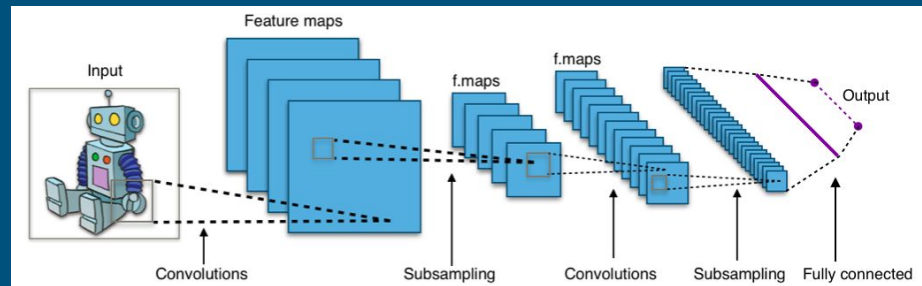 Feature maps
Input
f.maps
f.maps
Output
Convolutions
Subsampling
Convolutions
Subsampling
Fully connected